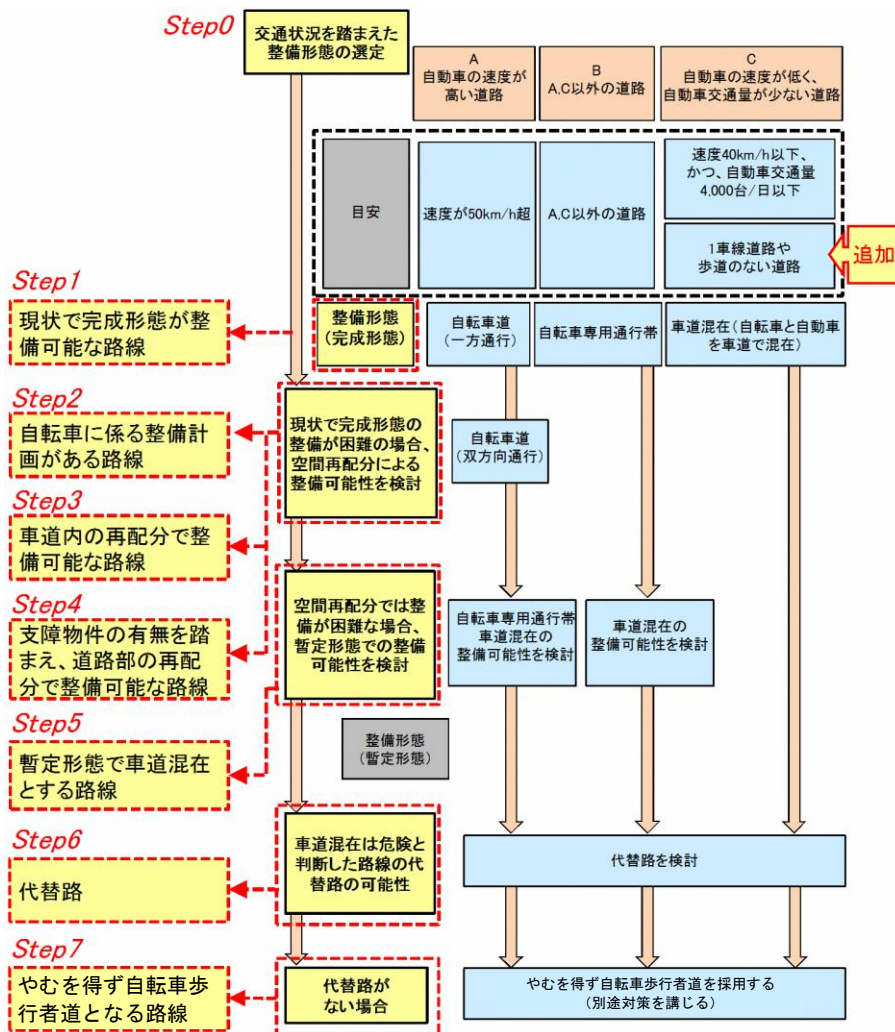 Step0
交通状況を踏まえた
整備形態の選定
A
自動車の速度が
高い道路
B
A,C以外の道路
C
自動車の速度が低く、
自動車交通量が少ない道路
目安
速度が50km/h超
A,C以外の道路
速度40km/h以下、
かつ、自動車交通量
4,000台/日以下
1車線道路や
歩道のない道路
追加
Step1
現状で完成形態が整
備可能な路線
整備形態
(完成形態)
自転車道
(一方通行)
自転車専用通行帯
車道混在(自転車と自動車
を車道で混在)
Step2
自転車に係る整備計
画がある路線
現状で完成形態の
整備が困難の場合、
空間再配分による
整備可能性を検討
自転車道
(双方向通行)
Step3
車道内の再配分で整
備可能な路線
Step4
支障物件の有無を踏
まえ、道路部の再配
分で整備可能な路線
空間再配分では整
備が困難な場合、
暫定形態での整備
可能性を検討
自転車専用通行帯
車道混在の
整備可能性を検討
車道混在の
整備可能性を検討
Step5
暫定形態で車道混在
とする路線
整備形態
(暫定形態)
Step6
代替路
車道混在は危険と
判断した路線の代
替路の可能性
代替路を検討
Step7
やむを得ず自転車歩
行者道となる路線
代替路が
ない場合
やむを得ず自転車歩行者道を採用する
(別途対策を講じる)